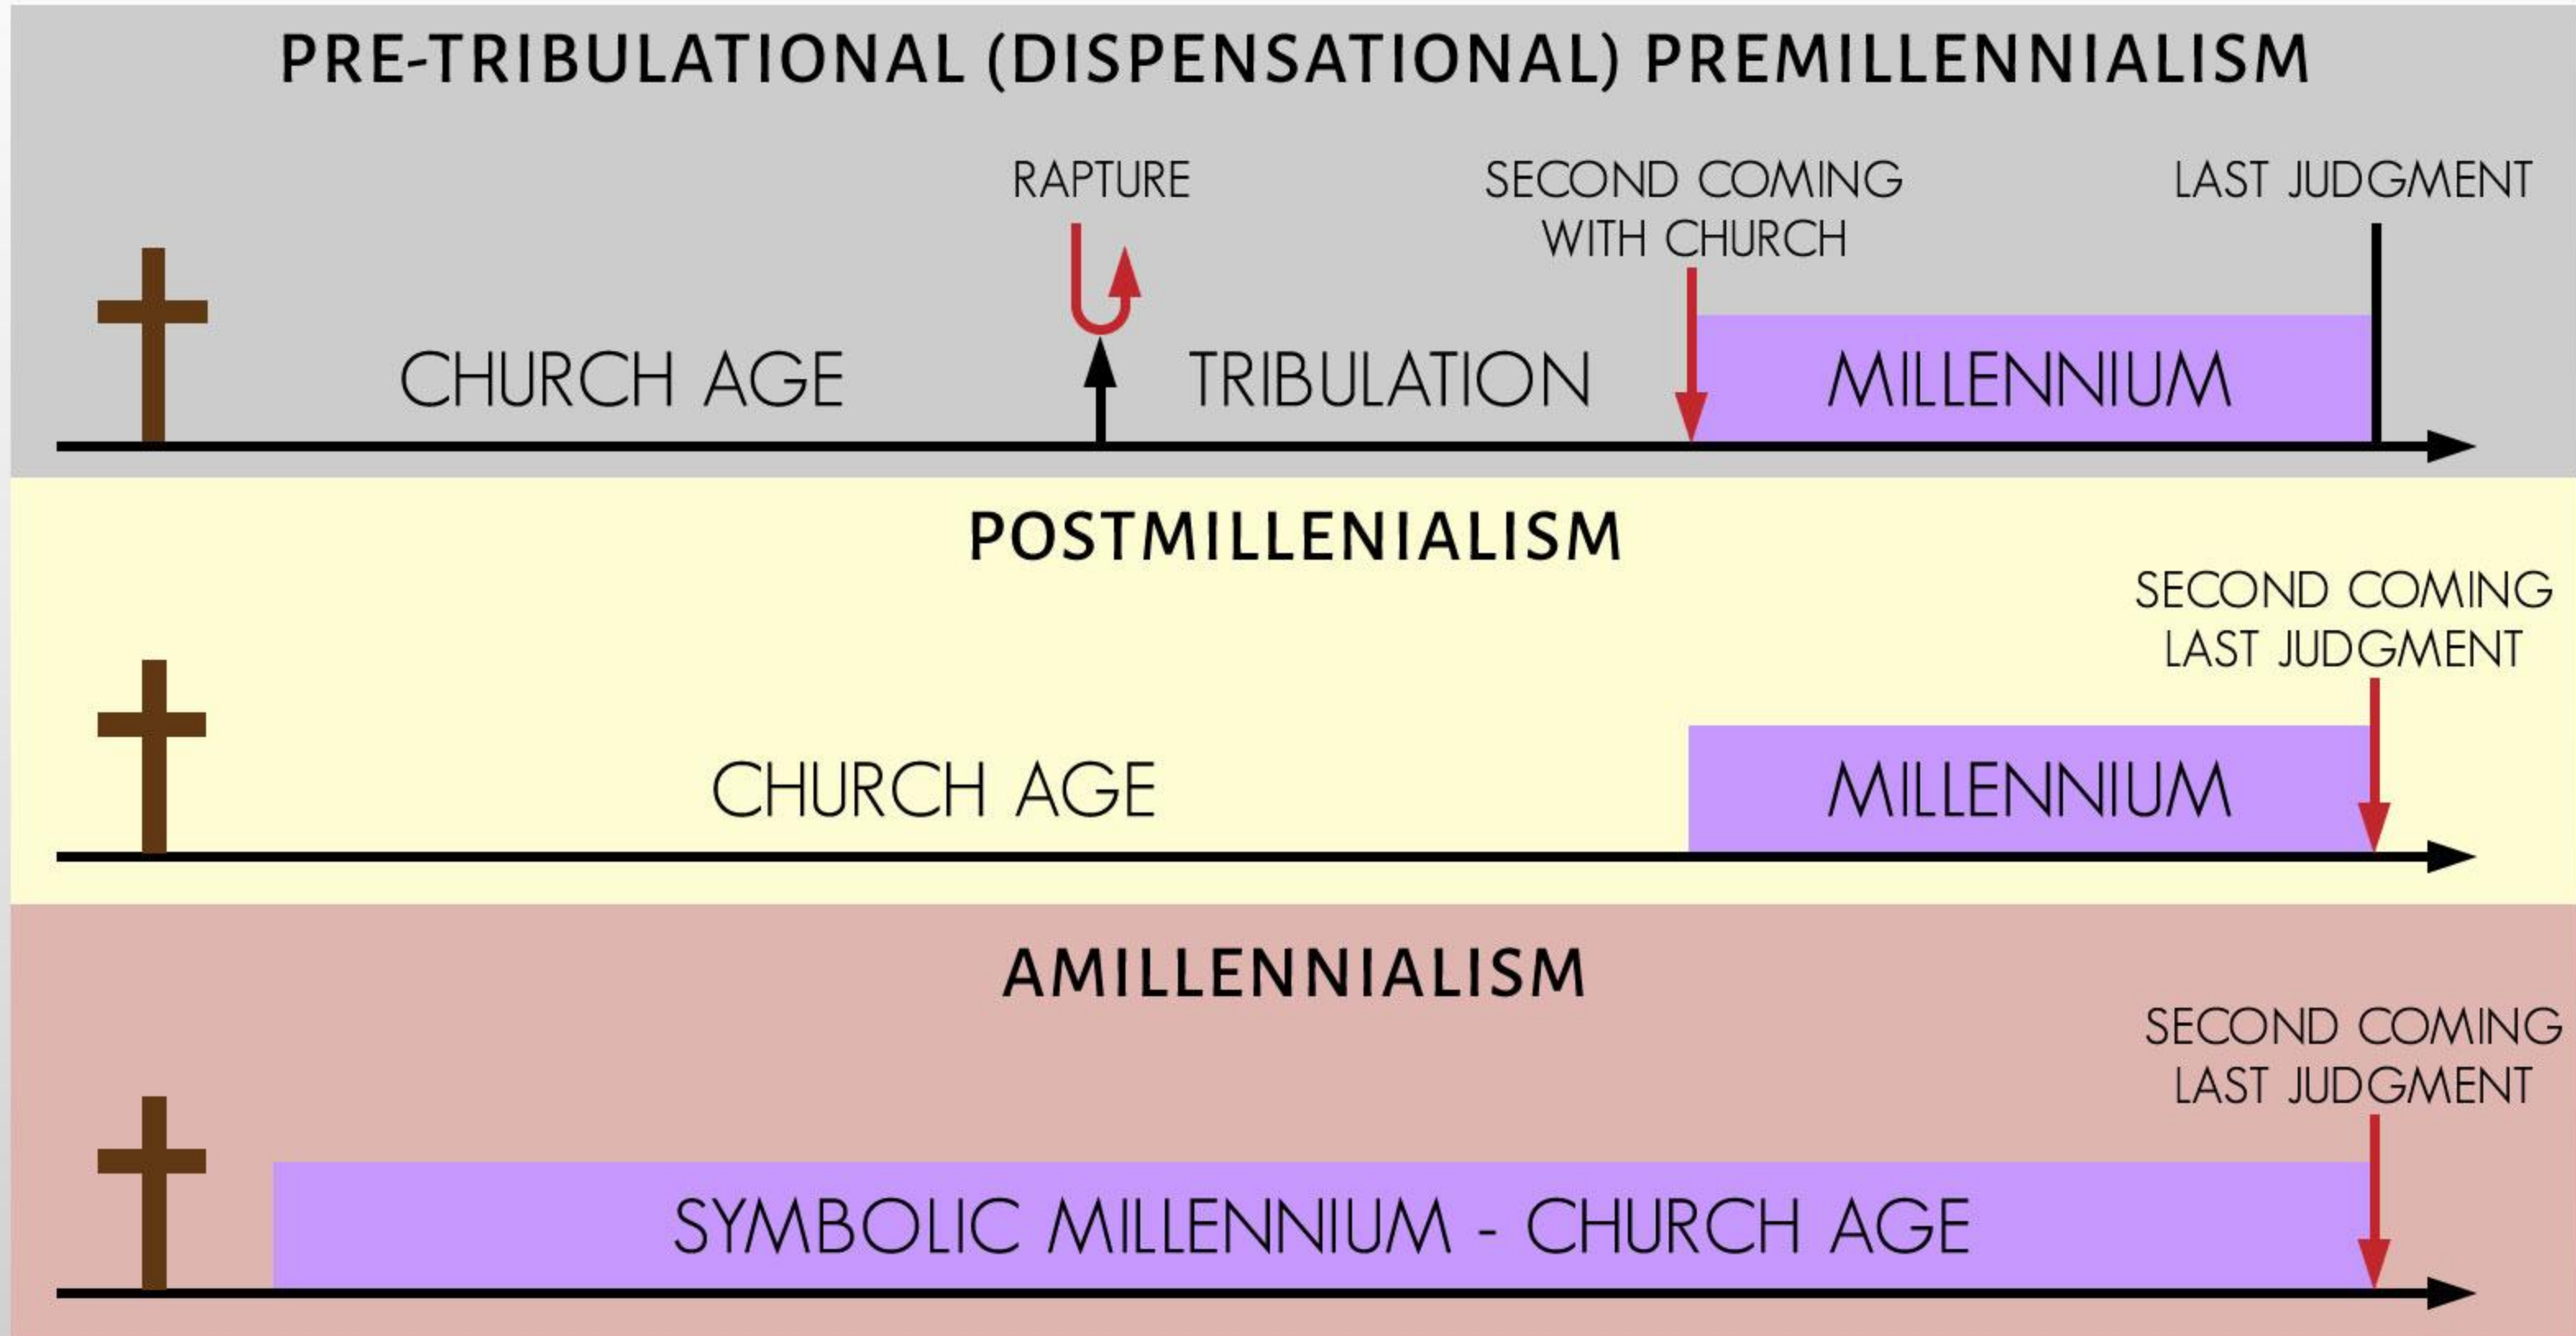 PRE-TRIBULATIONAL (DISPENSATIONAL) PREMILLENNIALISM
RAPTURE
SECOND COMING
WITH CHURCH
LAST JUDGMENT
CHURCH AGE
TRIBULATION
MILLENNIUM
POSTMILLENIALISM
SECOND COMING
LAST JUDGMENT
CHURCH AGE
MILLENNIUM
AMILLENNIALISM
SECOND COMING
LAST JUDGMENT
SYMBOLIC MILLENNIUM - CHURCH AGE